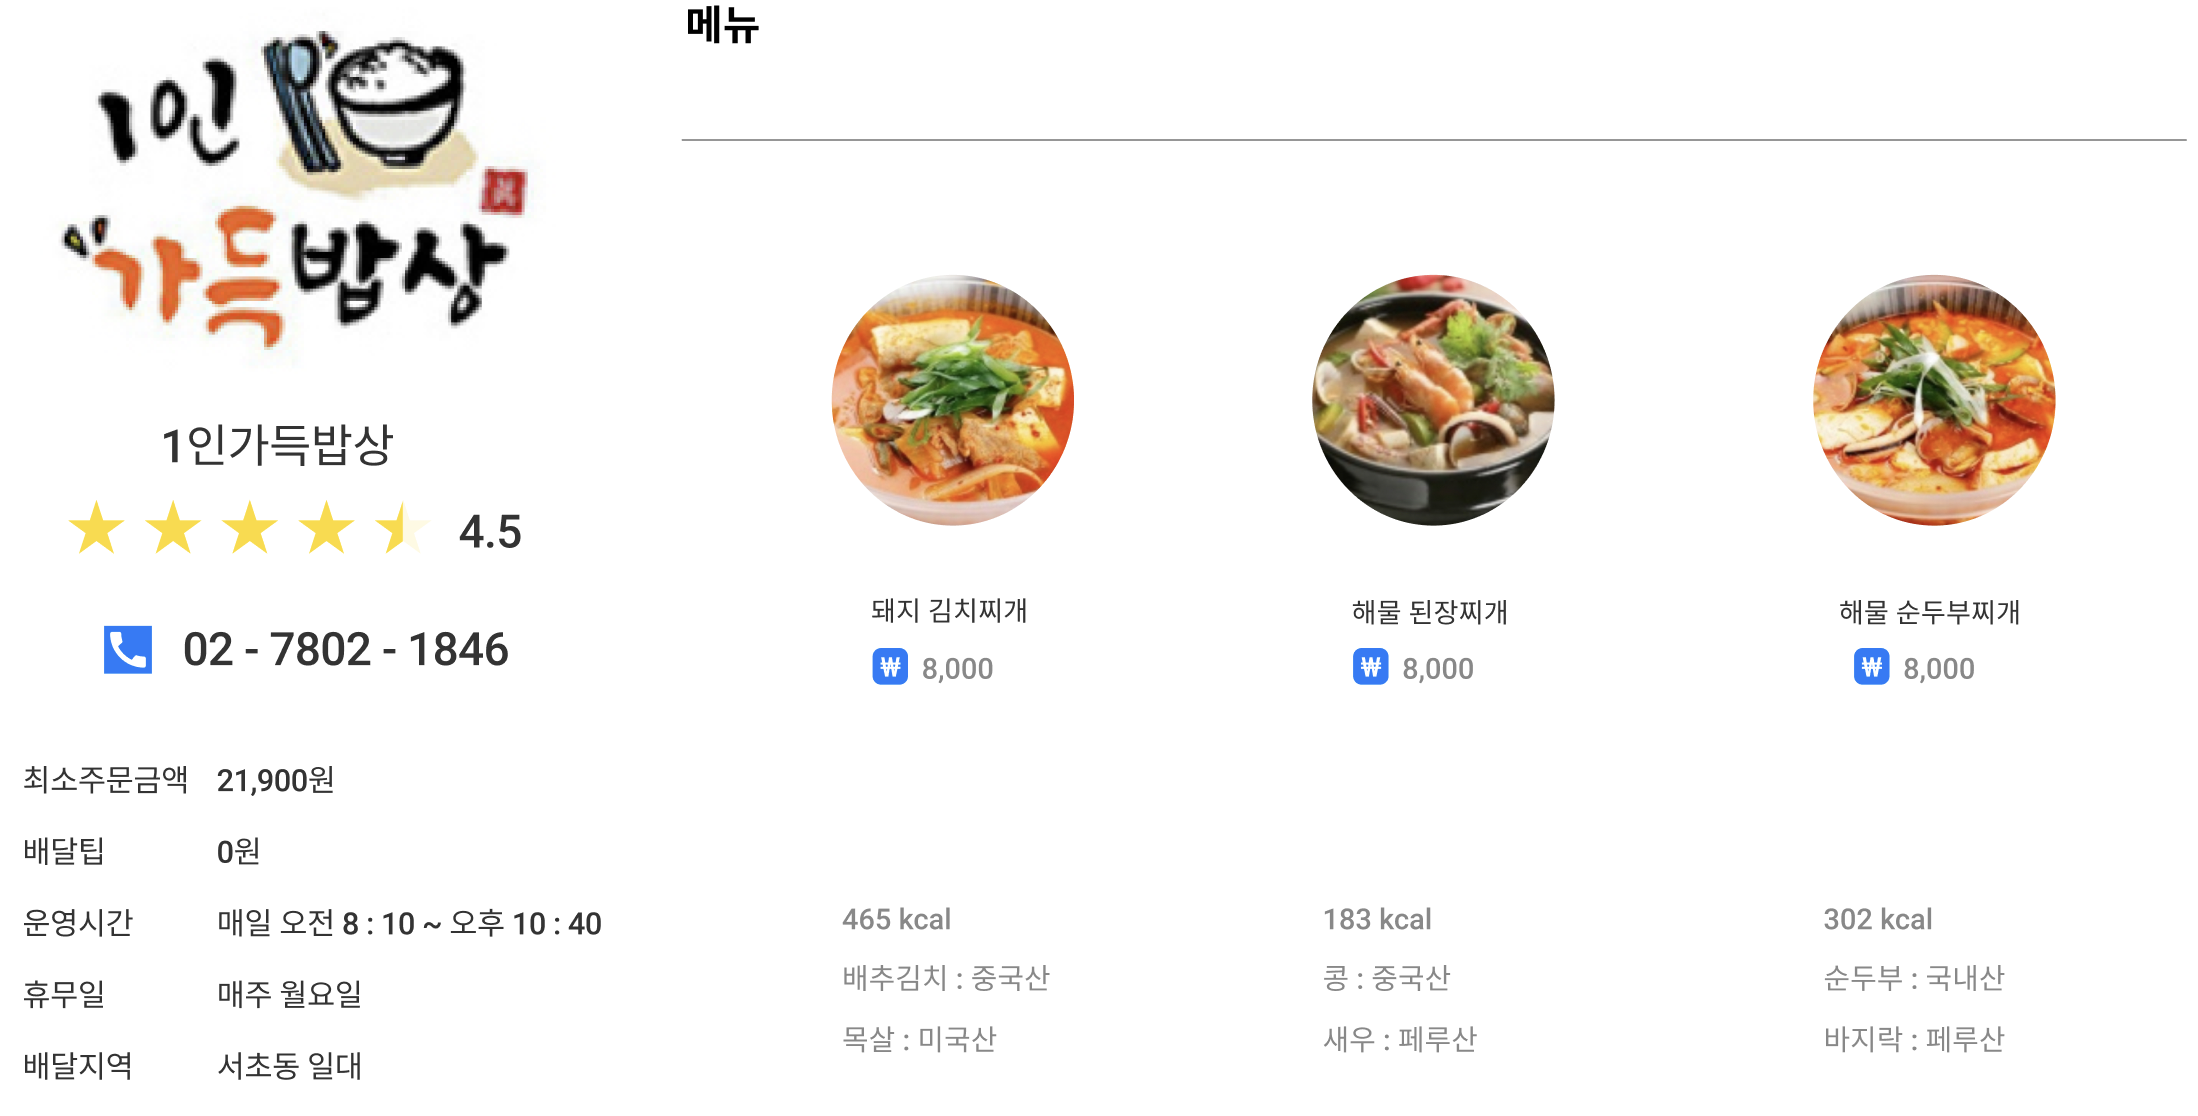 1인
가득밥상
1인가득밥상
4.5
02 - 7802 - 1846
최소주문금액 21,900원
배달팁 0원
운영시간 매일 오전 8 : 10 ~ 오후 10 : 40
휴무일 매주 월요일
배달지역 서초동 일대
메뉴
돼지 김치찌개
₩ 8,000
465 kcal
배추김치 : 중국산
목살 : 미국산
해물 된장찌개
₩ 8,000
183 kcal
콩 : 중국산
새우 : 페루산
해물 순두부찌개
₩ 8,000
302 kcal
순두부 : 국내산
바지락 : 페루산